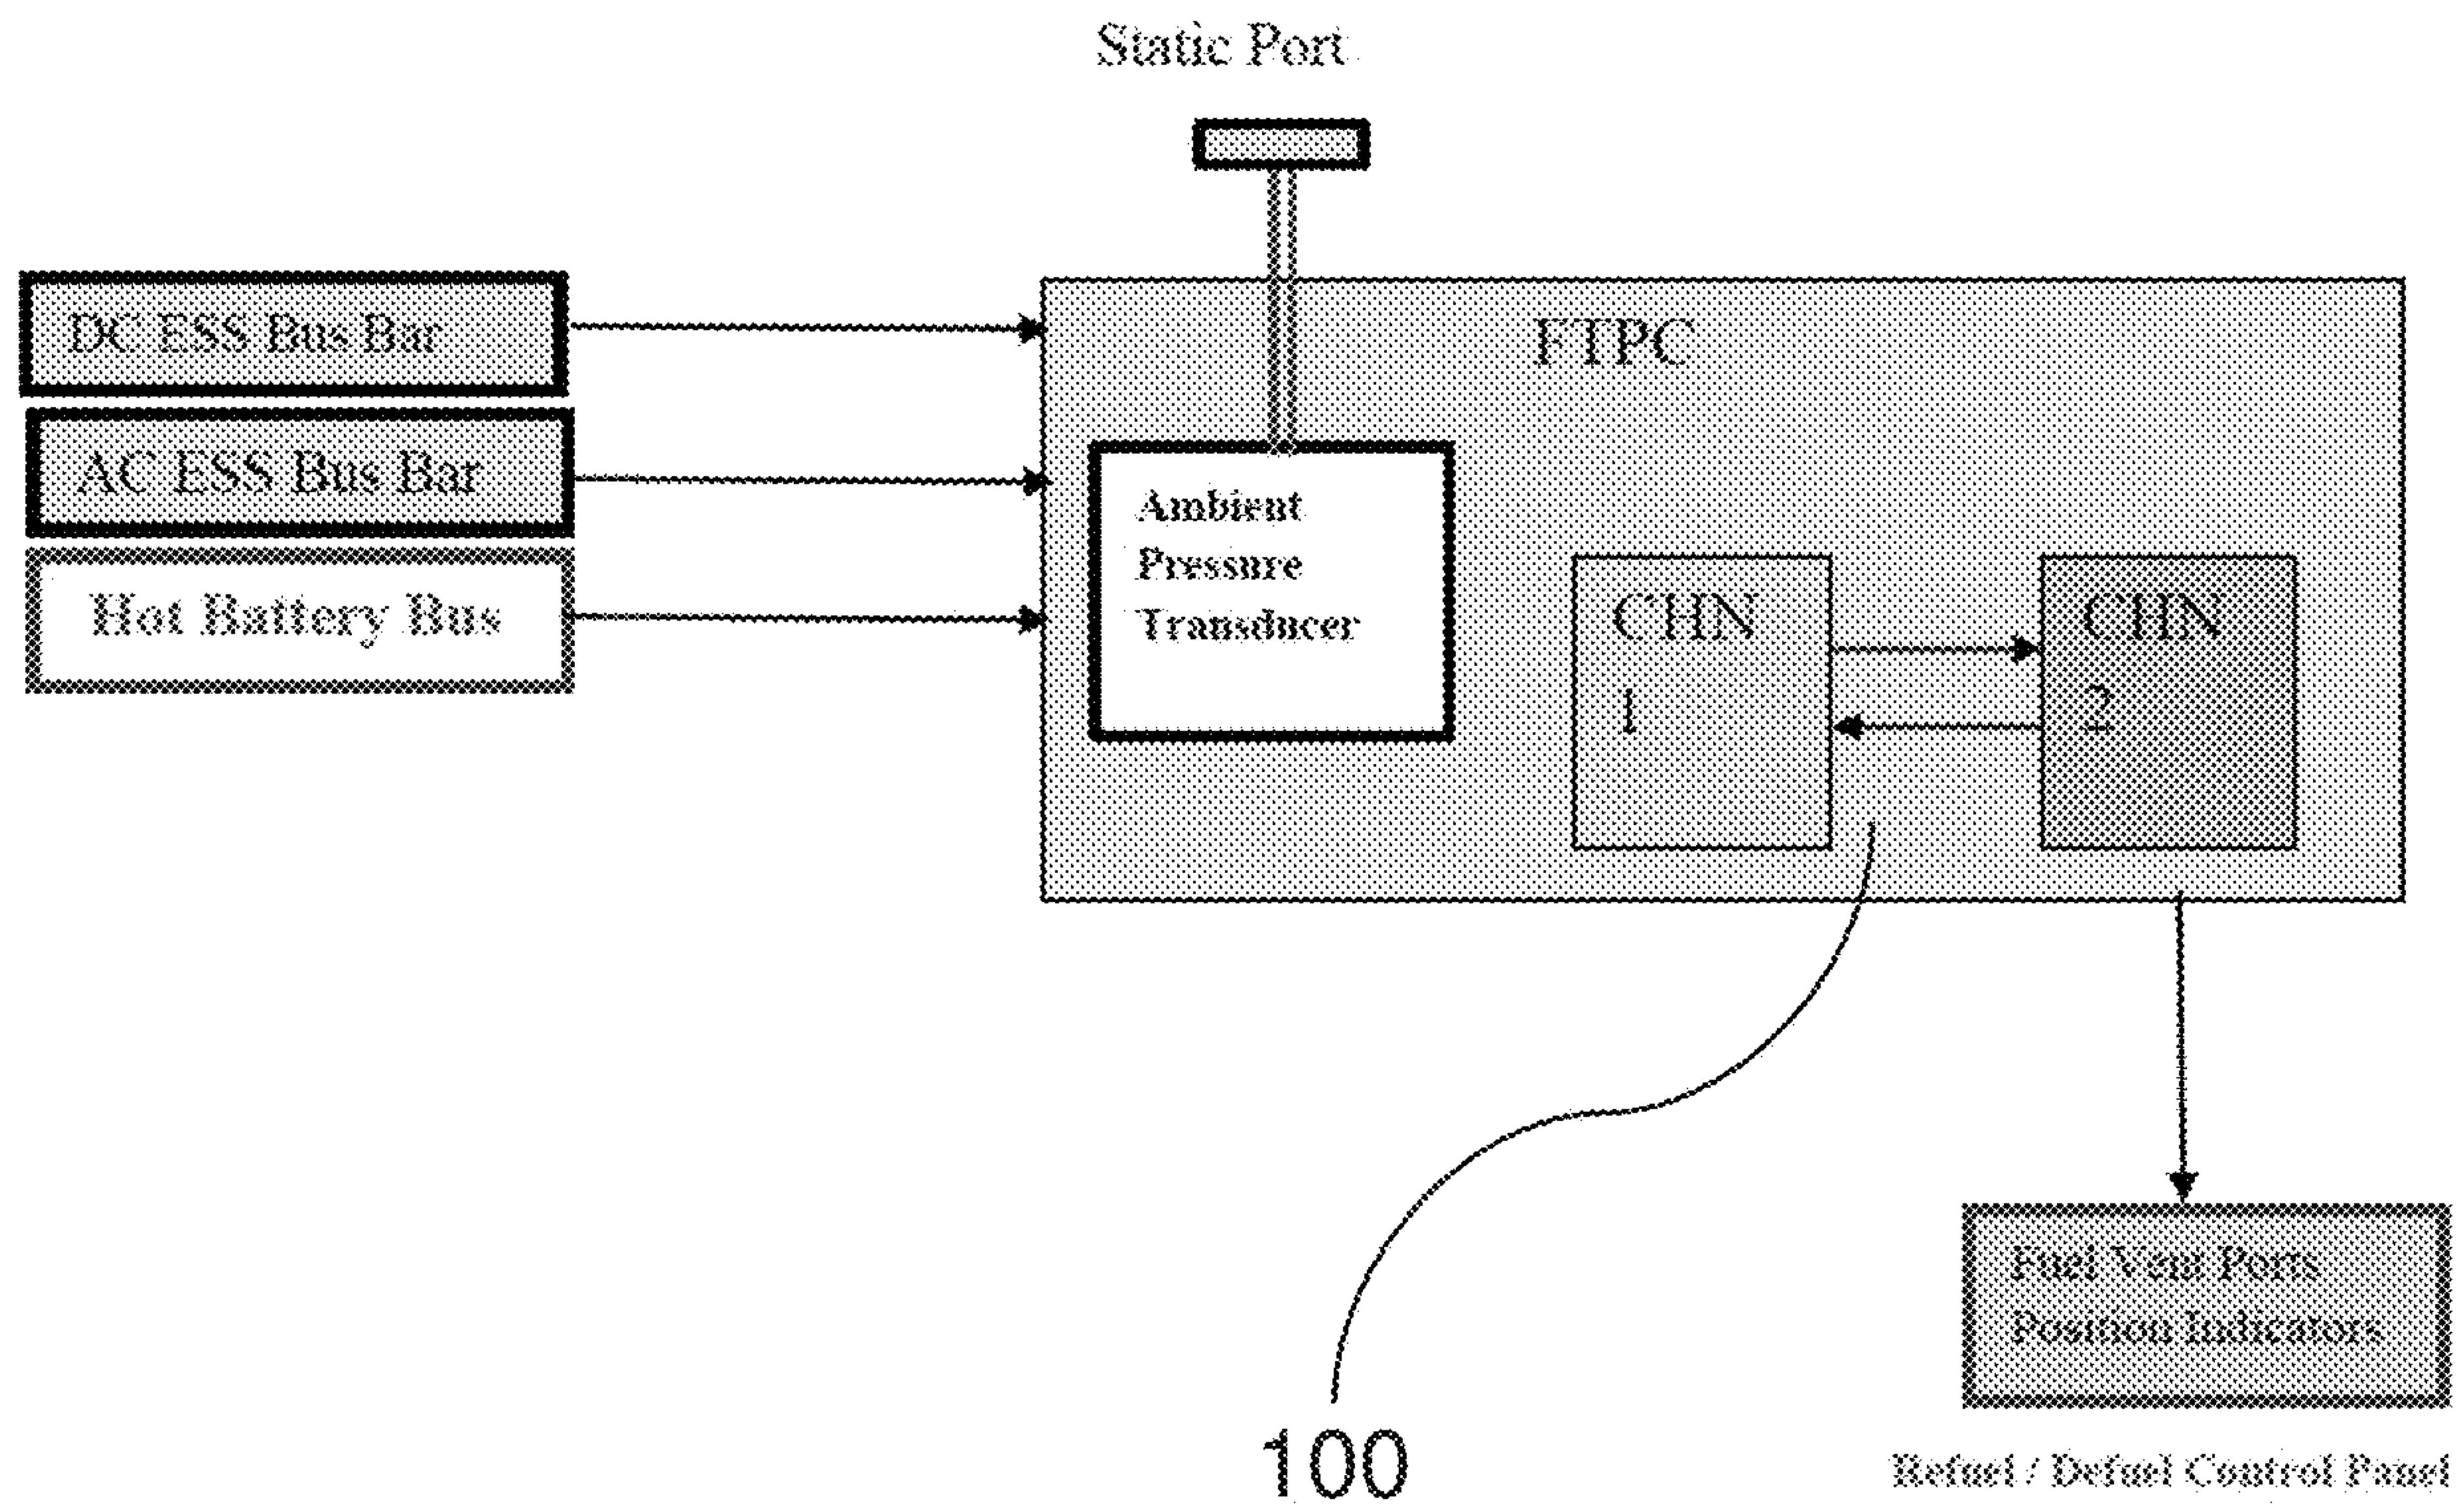 Static Port
DC ESS Bus Bar
AC ESS Bus Bar
Hot Battery Bus
FTPC
Ambient
Pressure
Transducer
CHN
1
CHN
2
100
Fuel Vent Ports
Position Indicators
Refuel / Defuel Control Panel